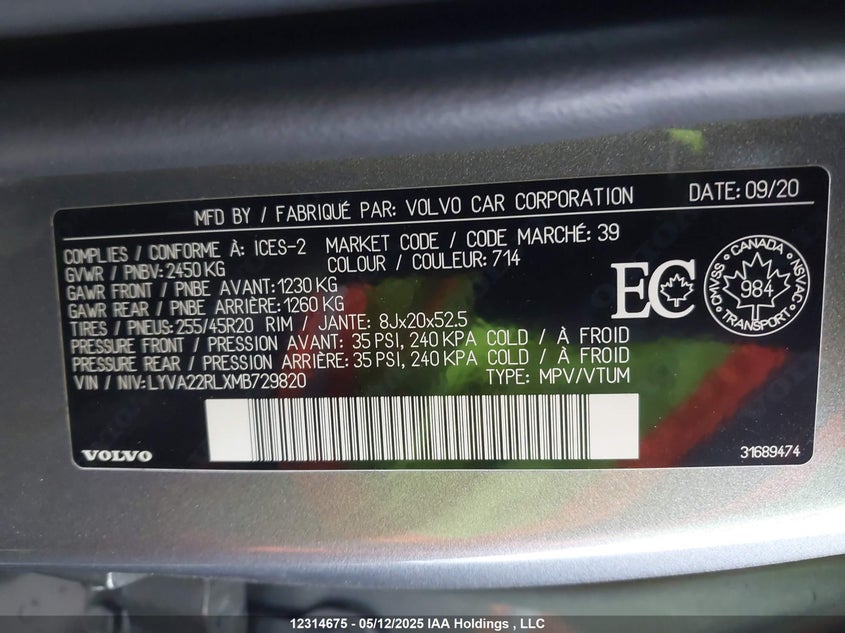 MFD BY / FABRIQUÉ PAR: VOLVO CAR CORPORATION DATE: 09/20
COMPLIES / CONFORME À: ICES-2 MARKET CODE / CODE MARCHÉ: 39
GVWR / PNBV: 2450 KG COLOUR / COULEUR: 714
GAWR FRONT / PNBE AVANT: 1230 KG
GAWR REAR / PNBE ARRIÈRE: 1260 KG
TIRES / PNEUS: 255/45R20 RIM / JANTE: 8Jx20x52.5
PRESSURE FRONT / PRESSION AVANT: 35 PSI, 240 KPA COLD / À FROID
PRESSURE REAR / PRESSION ARRIÈRE: 35 PSI, 240 KPA COLD / À FROID
VIN / NIV: LYVA22RLXMB729820 TYPE: MPV/VTUM
EC
CANADA
CMVSS NSVAC
984
TRANSPORT
VOLVO 31689474
12314675 - 05/12/2025 IAA Holdings , LLC